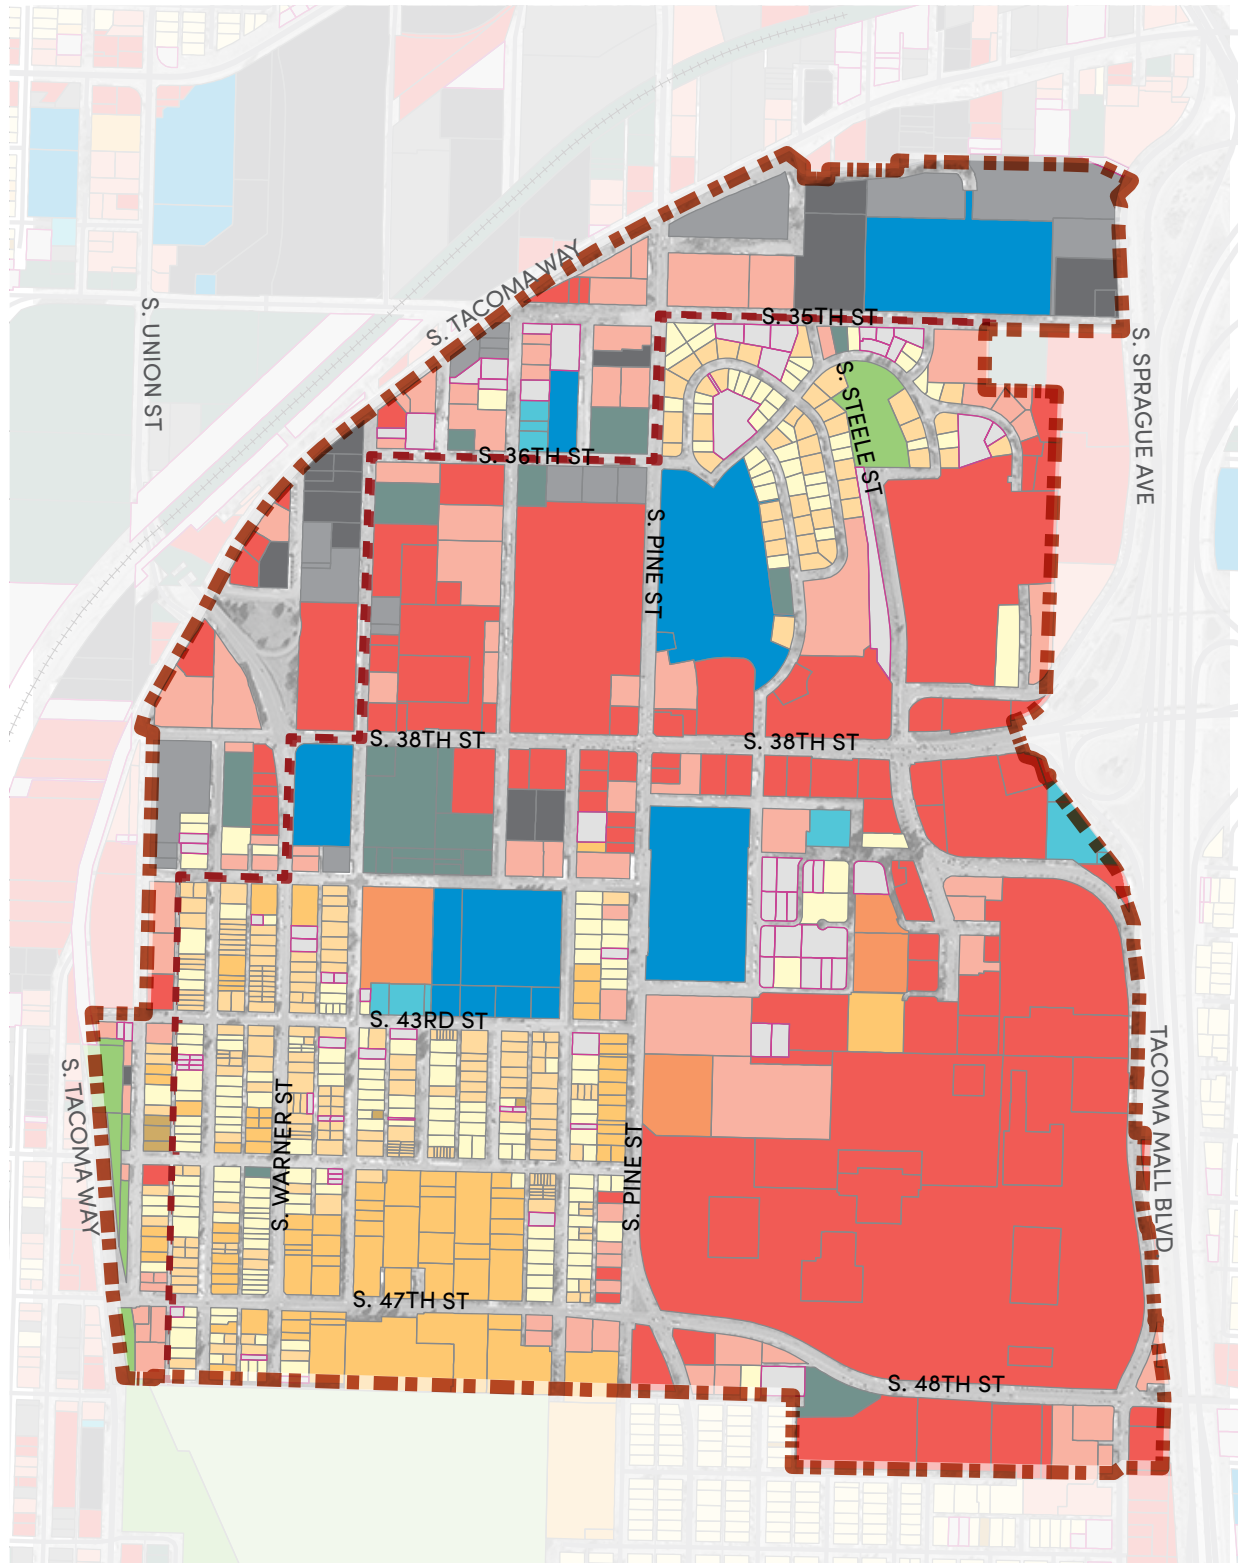 S. TACOMA WAY
S. UNION ST
S. 35TH ST
S. SPRAGUE AVE
S. STEELE ST
S. 36TH ST
S. PINE ST
S. 38TH ST
S. 38TH ST
S. 43RD ST
S. TACOMA WAY
S. WARNER ST
S. PINE ST
TACOMA MALL BLVD
S. 47TH ST
S. 48TH ST